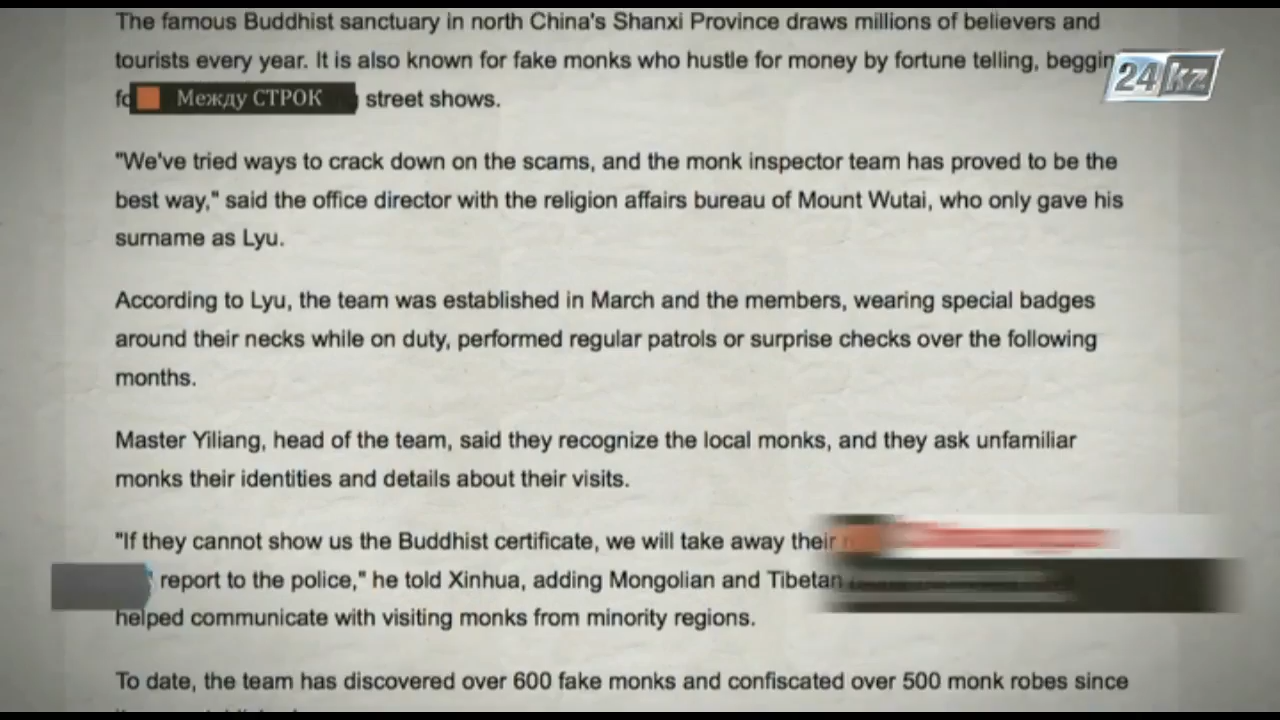 The famous Buddhist sanctuary in north China's Shanxi Province draws millions of believers and
tourists every year. It is also known for fake monks who hustle for money by fortune telling,
24 kz
Между СТРОК
street shows.
"We've tried ways to crack down on the scams, and the monk inspector team has proved to be the
best way," said the office director with the religion affairs bureau of Mount Wutai, who only gave his
surname as Lyu.
According to Lyu, the team was established in March and the members, wearing special badges
around their necks while on duty, performed regular patrols or surprise checks over the following
months.
Master Yiliang, head of the team, said they recognize the local monks, and they ask unfamiliar
monks their identities and details about their visits.
"If they cannot show us the Buddhist certificate, we will take away their
report to the police," he told Xinhua, adding Mongolian and Tibetan
helped communicate with visiting monks from minority regions.
To date, the team has discovered over 600 fake monks and confiscated over 500 monk robes since